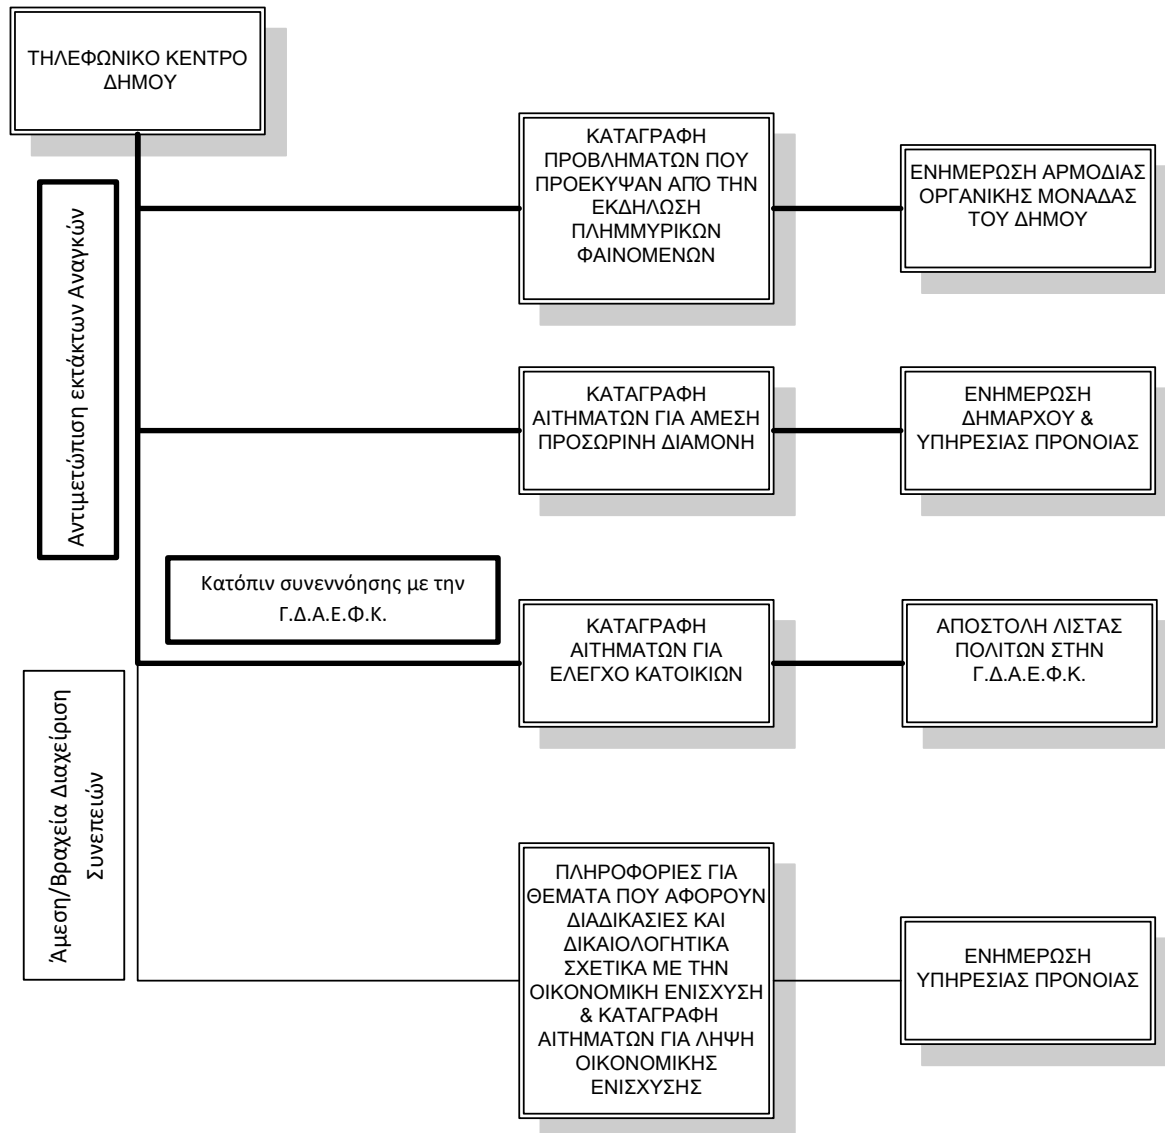 ΤΗΛΕΦΩΝΙΚΟ ΚΕΝΤΡΟ
ΔΗΜΟΥ
ΚΑΤΑΓΡΑΦΗ
ΠΡΟΒΛΗΜΑΤΩΝ ΠΟΥ
ΠΡΟΕΚΥΨΑΝ ΑΠΌ ΤΗΝ
ΕΚΔΗΛΩΣΗ
ΠΛΗΜΜΥΡΙΚΩΝ
ΦΑΙΝΟΜΕΝΩΝ
ΕΝΗΜΕΡΩΣΗ ΑΡΜΟΔΙΑΣ
ΟΡΓΑΝΙΚΗΣ ΜΟΝΑΔΑΣ
ΤΟΥ ΔΗΜΟΥ
Αντιμετώπιση εκτάκτων Αναγκών
ΚΑΤΑΓΡΑΦΗ
ΑΙΤΗΜΑΤΩΝ ΓΙΑ ΑΜΕΣΗ
ΠΡΟΣΩΡΙΝΗ ΔΙΑΜΟΝΗ
ΕΝΗΜΕΡΩΣΗ
ΔΗΜΑΡΧΟΥ &
ΥΠΗΡΕΣΙΑΣ ΠΡΟΝΟΙΑΣ
Κατόπιν συνεννόησης με την
Γ.Δ.Α.Ε.Φ.Κ.
ΚΑΤΑΓΡΑΦΗ
ΑΙΤΗΜΑΤΩΝ ΓΙΑ
ΕΛΕΓΧΟ ΚΑΤΟΙΚΙΩΝ
ΑΠΟΣΤΟΛΗ ΛΙΣΤΑΣ
ΠΟΛΙΤΩΝ ΣΤΗΝ
Γ.Δ.Α.Ε.Φ.Κ.
Άμεση/Βραχεία Διαχείριση
Συνεπειών
ΠΛΗΡΟΦΟΡΙΕΣ ΓΙΑ
ΘΕΜΑΤΑ ΠΟΥ ΑΦΟΡΟΥΝ
ΔΙΑΔΙΚΑΣΙΕΣ ΚΑΙ
ΔΙΚΑΙΟΛΟΓΗΤΙΚΑ
ΣΧΕΤΙΚΑ ΜΕ ΤΗΝ
ΟΙΚΟΝΟΜΙΚΗ ΕΝΙΣΧΥΣΗ
& ΚΑΤΑΓΡΑΦΗ
ΑΙΤΗΜΑΤΩΝ ΓΙΑ ΛΗΨΗ
ΟΙΚΟΝΟΜΙΚΗΣ
ΕΝΙΣΧΥΣΗΣ
ΕΝΗΜΕΡΩΣΗ
ΥΠΗΡΕΣΙΑΣ ΠΡΟΝΟΙΑΣ